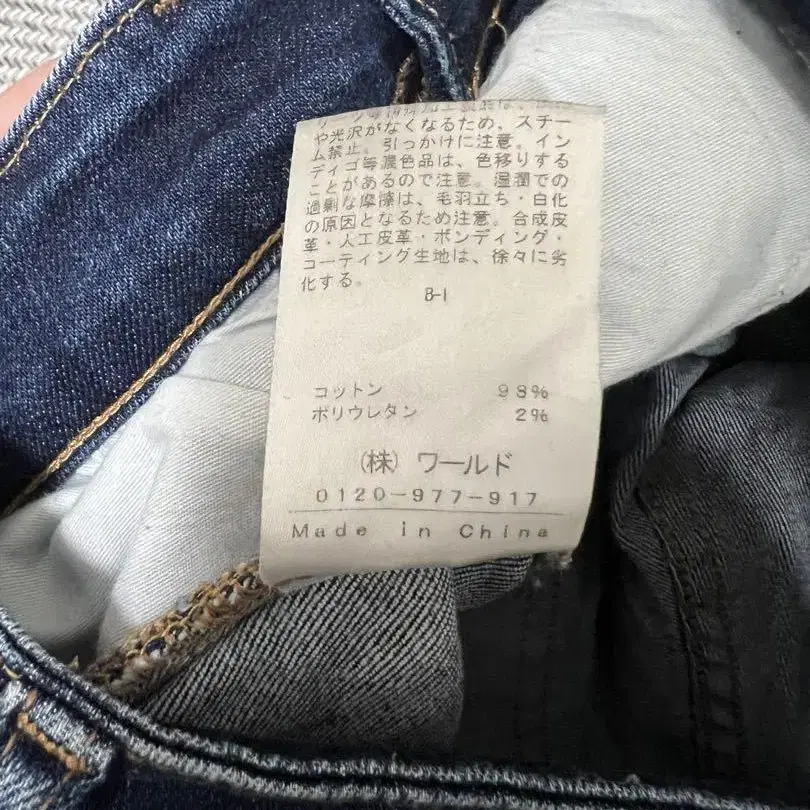 や光沢がなくなるため、スチー
ム禁止。引っかけに注意。イン
ディゴ等濃色品は、色移りする
ことがあるので注意。湿潤での
過剰な摩擦は、毛羽立ち・白化
の原因となるため注意。合成皮
革・人工皮革・ボンディング・
コーティング生地は、徐々に劣
化する。
B-1
コットン 98%
ポリウレタン 2%
(株) ワールド
0120-977-917
Made in China